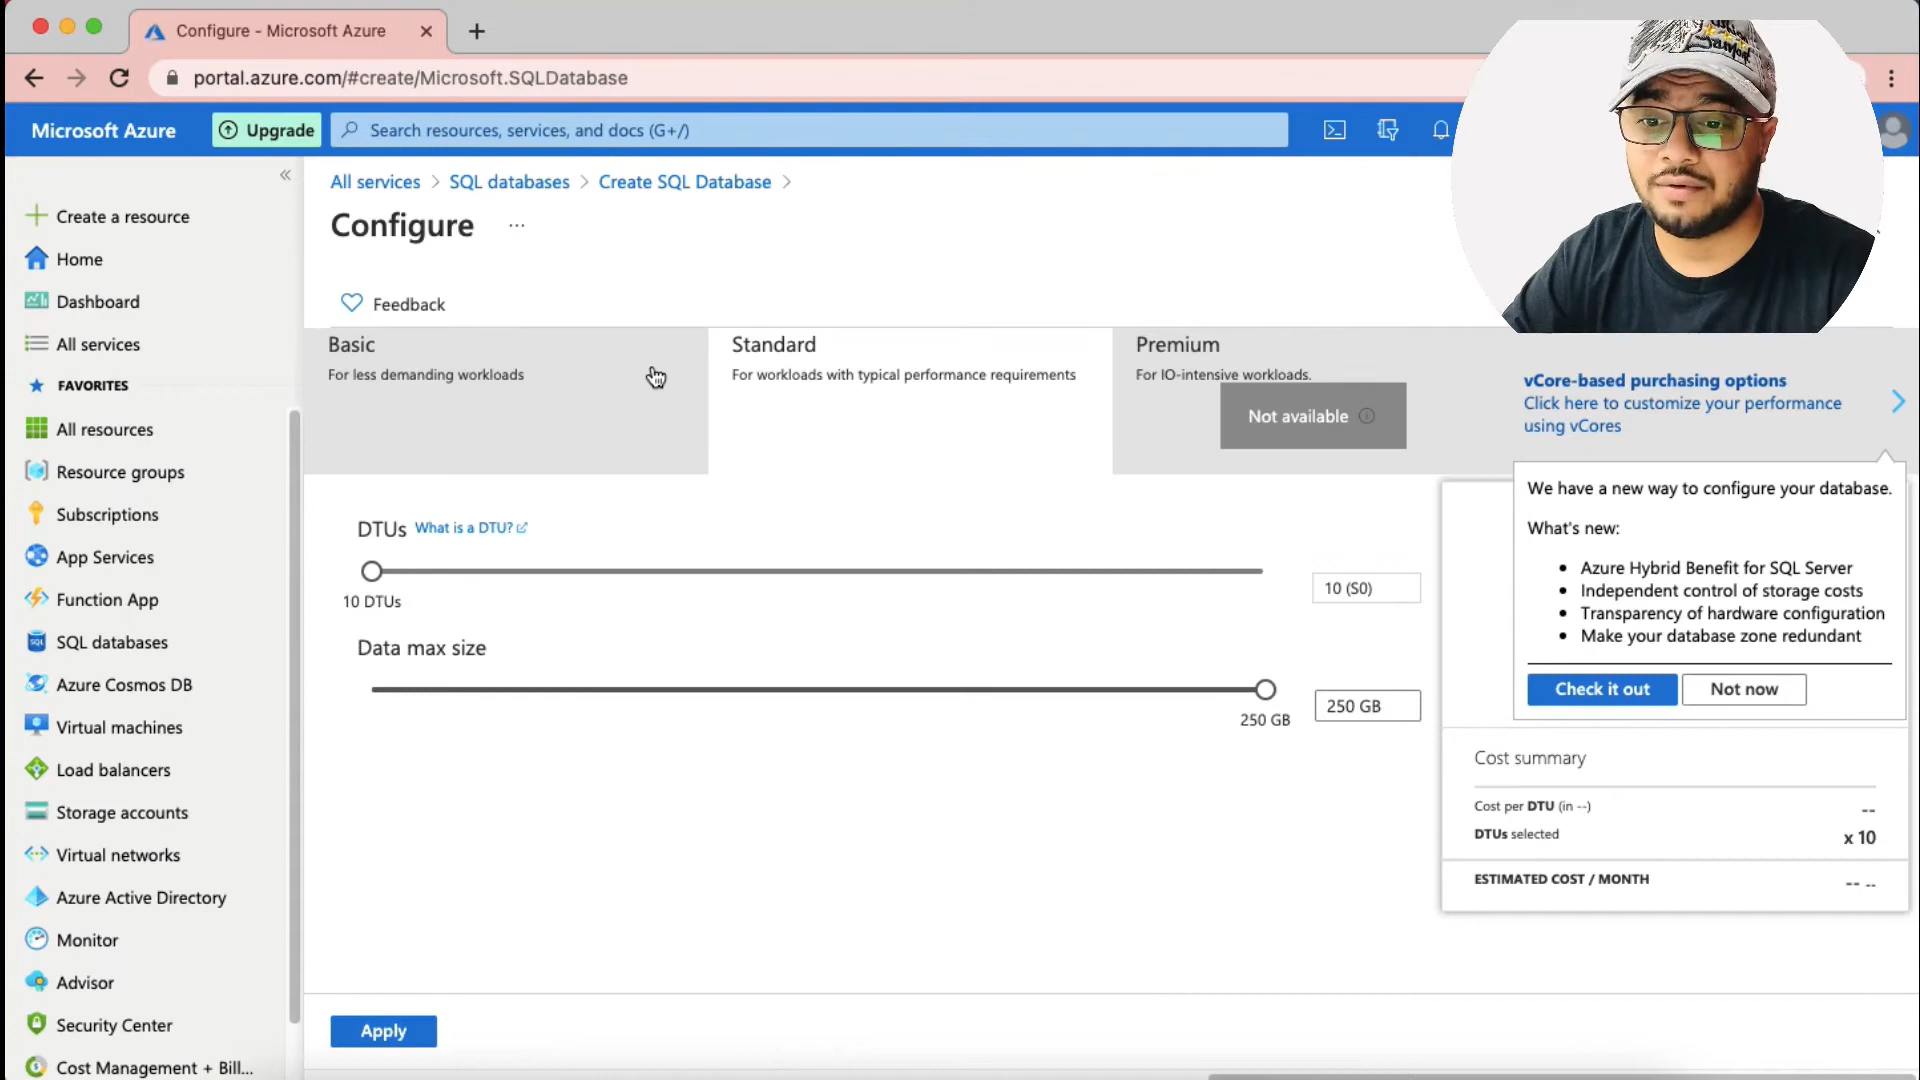 Configure - Microsoft Azure
portal.azure.com/#create/Microsoft.SQLDatabase
Microsoft Azure
Upgrade
Search resources, services, and docs (G+/)
Create a resource
Home
Dashboard
All services
FAVORITES
All resources
Resource groups
Subscriptions
App Services
Function App
SQL databases
Azure Cosmos DB
Virtual machines
Load balancers
Storage accounts
Virtual networks
Azure Active Directory
Monitor
Advisor
Security Center
Cost Management + Bill...
All services > SQL databases > Create SQL Database >
Configure ...
Feedback
Basic
For less demanding workloads
Standard
For workloads with typical performance requirements
Premium
For IO-intensive workloads.
Not available
vCore-based purchasing options
Click here to customize your performance
using vCores
We have a new way to configure your database.
What's new:
• Azure Hybrid Benefit for SQL Server
• Independent control of storage costs
• Transparency of hardware configuration
• Make your database zone redundant
Check it out
Not now
DTUs What is a DTU?
10 DTUs
10 (S0)
Data max size
250 GB
250 GB
Cost summary
Cost per DTU (in --)
--
DTUs selected
x 10
ESTIMATED COST / MONTH
-- --
Apply